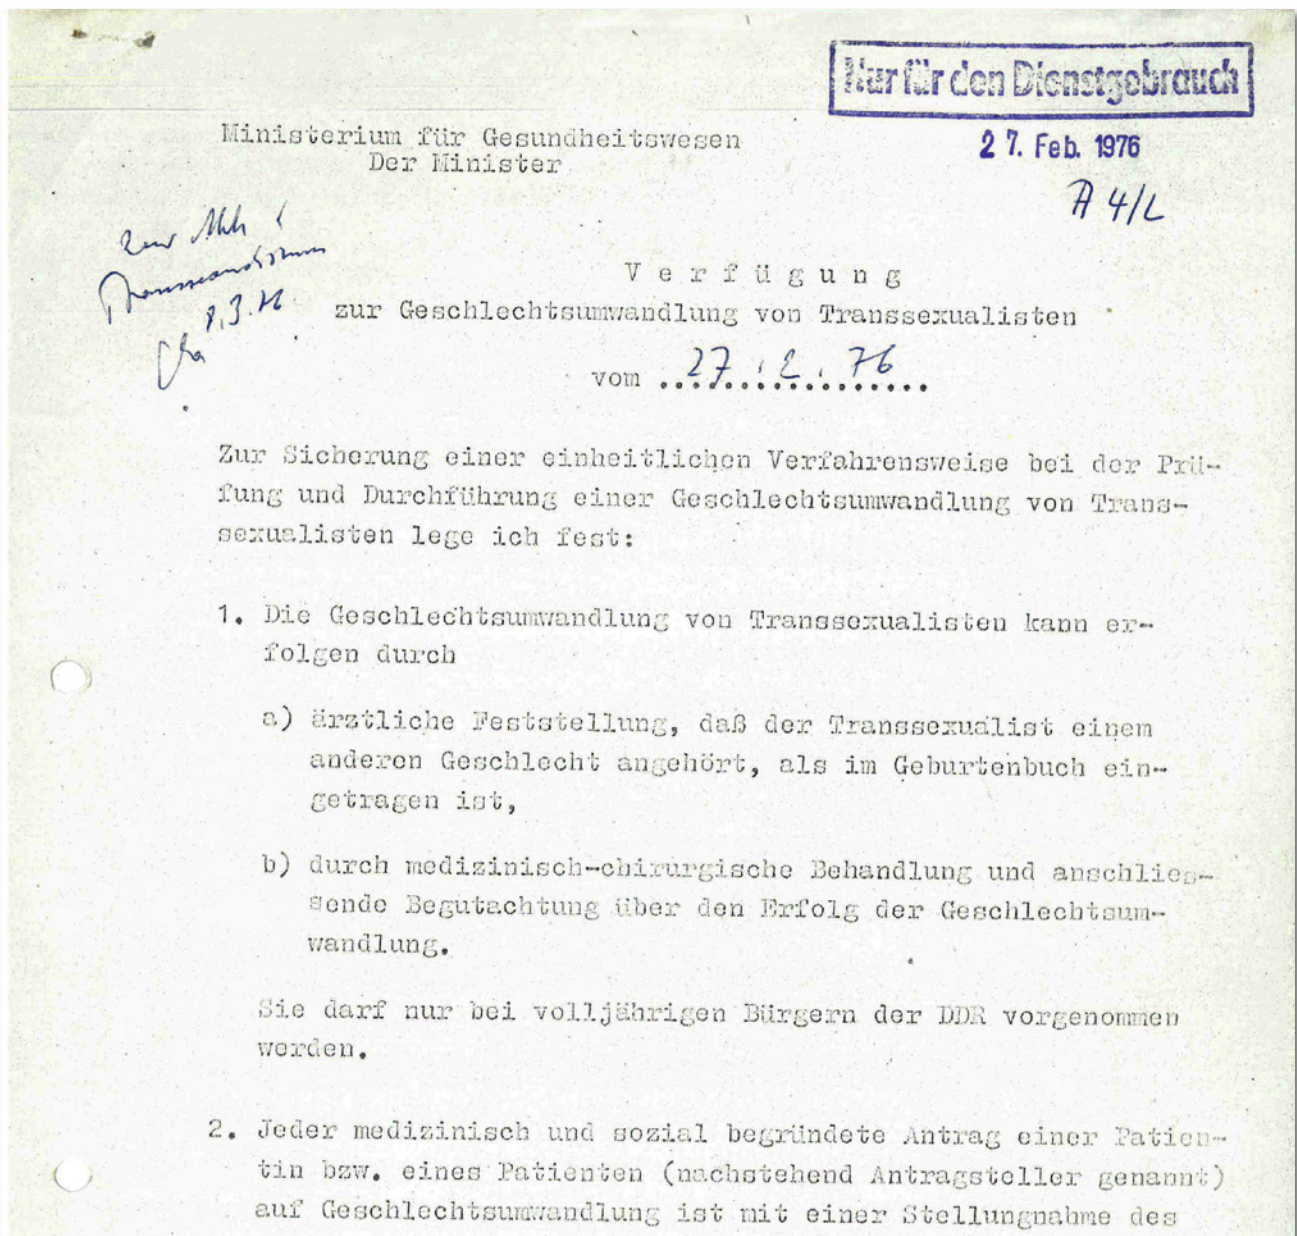 Nur für den Dienstgebrauch
27. Feb. 1976
A 4/L
Ministerium für Gesundheitswesen
Der Minister
zur
8.3.76
V e r f ü g u n g
zur Geschlechtsumwandlung von Transsexualisten
vom 27.2.76
Zur Sicherung einer einheitlichen Verfahrensweise bei der Prü-
fung und Durchführung einer Geschlechtsumwandlung von Trans-
sexualisten lege ich fest:
1. Die Geschlechtsumwandlung von Transsexualisten kann er-
folgen durch
a) ärztliche Feststellung, daß der Transsexualist einem
anderen Geschlecht angehört, als im Geburtenbuch ein-
getragen ist,
b) durch medizinisch-chirurgische Behandlung und anschlies-
sende Begutachtung über den Erfolg der Geschlechtsum-
wandlung.
Sie darf nur bei volljährigen Bürgern der DDR vorgenommen
werden.
2. Jeder medizinisch und sozial begründete Antrag einer Patien-
tin bzw. eines Patienten (nachstehend Antragsteller genannt)
auf Geschlechtsumwandlung ist mit einer Stellungnahme des